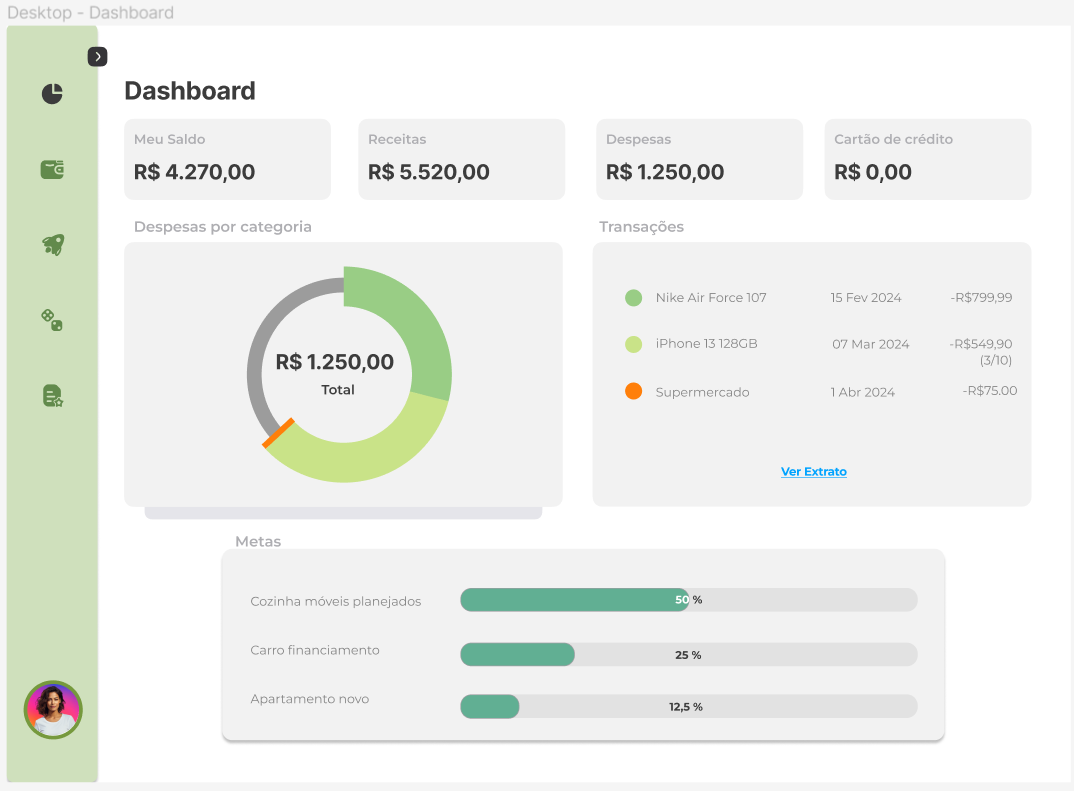 Desktop - Dashboard
Dashboard
Meu Saldo
R$ 4.270,00
Receitas
R$ 5.520,00
Despesas
R$ 1.250,00
Cartão de crédito
R$ 0,00
Despesas por categoria
R$ 1.250,00
Total
Transações
Nike Air Force 107 15 Fev 2024 -R$799,99
iPhone 13 128GB 07 Mar 2024 -R$549,90
(3/10)
Supermercado 1 Abr 2024 -R$75.00
Ver Extrato
Metas
Cozinha móveis planejados 50 %
Carro financiamento 25 %
Apartamento novo 12,5 %